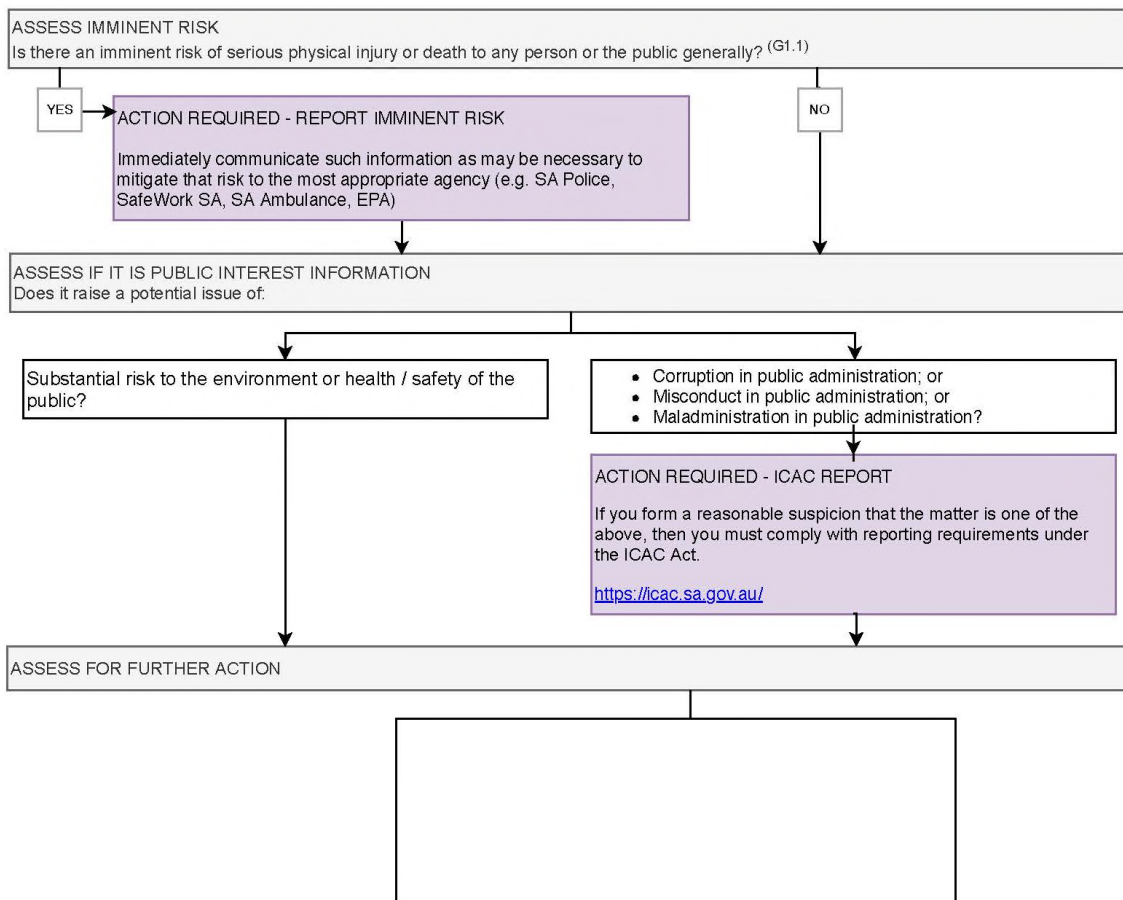 ASSESS IMMINENT RISK
Is there an imminent risk of serious physical injury or death to any person or the public generally? (G1.1)
YES
NO
ACTION REQUIRED - REPORT IMMINENT RISK
Immediately communicate such information as may be necessary to
mitigate that risk to the most appropriate agency (e.g. SA Police,
SafeWork SA, SA Ambulance, EPA)
ASSESS IF IT IS PUBLIC INTEREST INFORMATION
Does it raise a potential issue of:
Substantial risk to the environment or health / safety of the
public?
• Corruption in public administration; or
• Misconduct in public administration; or
• Maladministration in public administration?
ACTION REQUIRED - ICAC REPORT
If you form a reasonable suspicion that the matter is one of the
above, then you must comply with reporting requirements under
the ICAC Act.
https://icac.sa.gov.au/
ASSESS FOR FURTHER ACTION